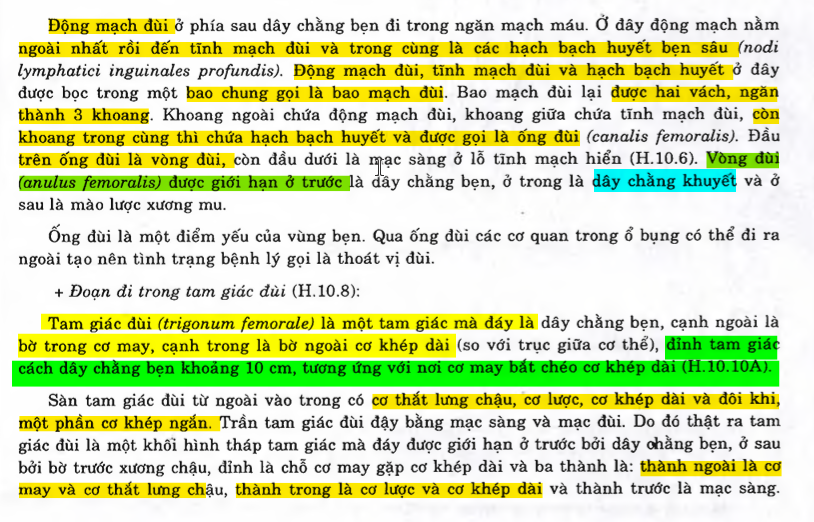 Động mạch đùi ở phía sau dây chằng bẹn đi trong ngăn mạch máu. Ở đây động mạch nằm
ngoài nhất rồi đến tĩnh mạch đùi và trong cùng là các hạch bạch huyết bẹn sâu (nodi
lymphatici inguinales profundis). Động mạch đùi, tĩnh mạch đùi và hạch bạch huyết ở đây
được bọc trong một bao chung gọi là bao mạch đùi. Bao mạch đùi lại được hai vách, ngăn
thành 3 khoang. Khoang ngoài chứa động mạch đùi, khoang giữa chứa tĩnh mạch đùi, còn
khoang trong cùng thì chứa hạch bạch huyết và được gọi là ống đùi (canalis femoralis). Đầu
trên ống đùi là vòng đùi, còn đầu dưới là mạc sàng ở lỗ tĩnh mạch hiển (H.10.6). Vòng đùi
(anulus femoralis) được giới hạn ở trước là dây chằng bẹn, ở trong là dây chằng khuyết và ở
sau là mào lược xương mu.
Ống đùi là một điểm yếu của vùng bẹn. Qua ống đùi các cơ quan trong ổ bụng có thể đi ra
ngoài tạo nên tình trạng bệnh lý gọi là thoát vị đùi.
+ Đoạn đi trong tam giác đùi (H.10.8):
Tam giác đùi (trigonum femorale) là một tam giác mà đáy là dây chằng bẹn, cạnh ngoài là
bờ trong cơ may, cạnh trong là bờ ngoài cơ khép dài (so với trục giữa cơ thể), đỉnh tam giác
cách dây chằng bẹn khoảng 10 cm, tương ứng với nơi cơ may bắt chéo cơ khép dài (H.10.10A).
Sàn tam giác đùi từ ngoài vào trong có cơ thắt lưng chậu, cơ lược, cơ khép dài và đôi khi,
một phần cơ khép ngắn. Trần tam giác đùi đậy bằng mạc sàng và mạc đùi. Do đó thật ra tam
giác đùi là một khối hình tháp tam giác mà đáy được giới hạn ở trước bởi dây chằng bẹn, ở sau
bởi bờ trước xương chậu, đỉnh là chỗ cơ may gặp cơ khép dài và ba thành là: thành ngoài là cơ
may và cơ thắt lưng chậu, thành trong là cơ lược và cơ khép dài và thành trước là mạc sàng.